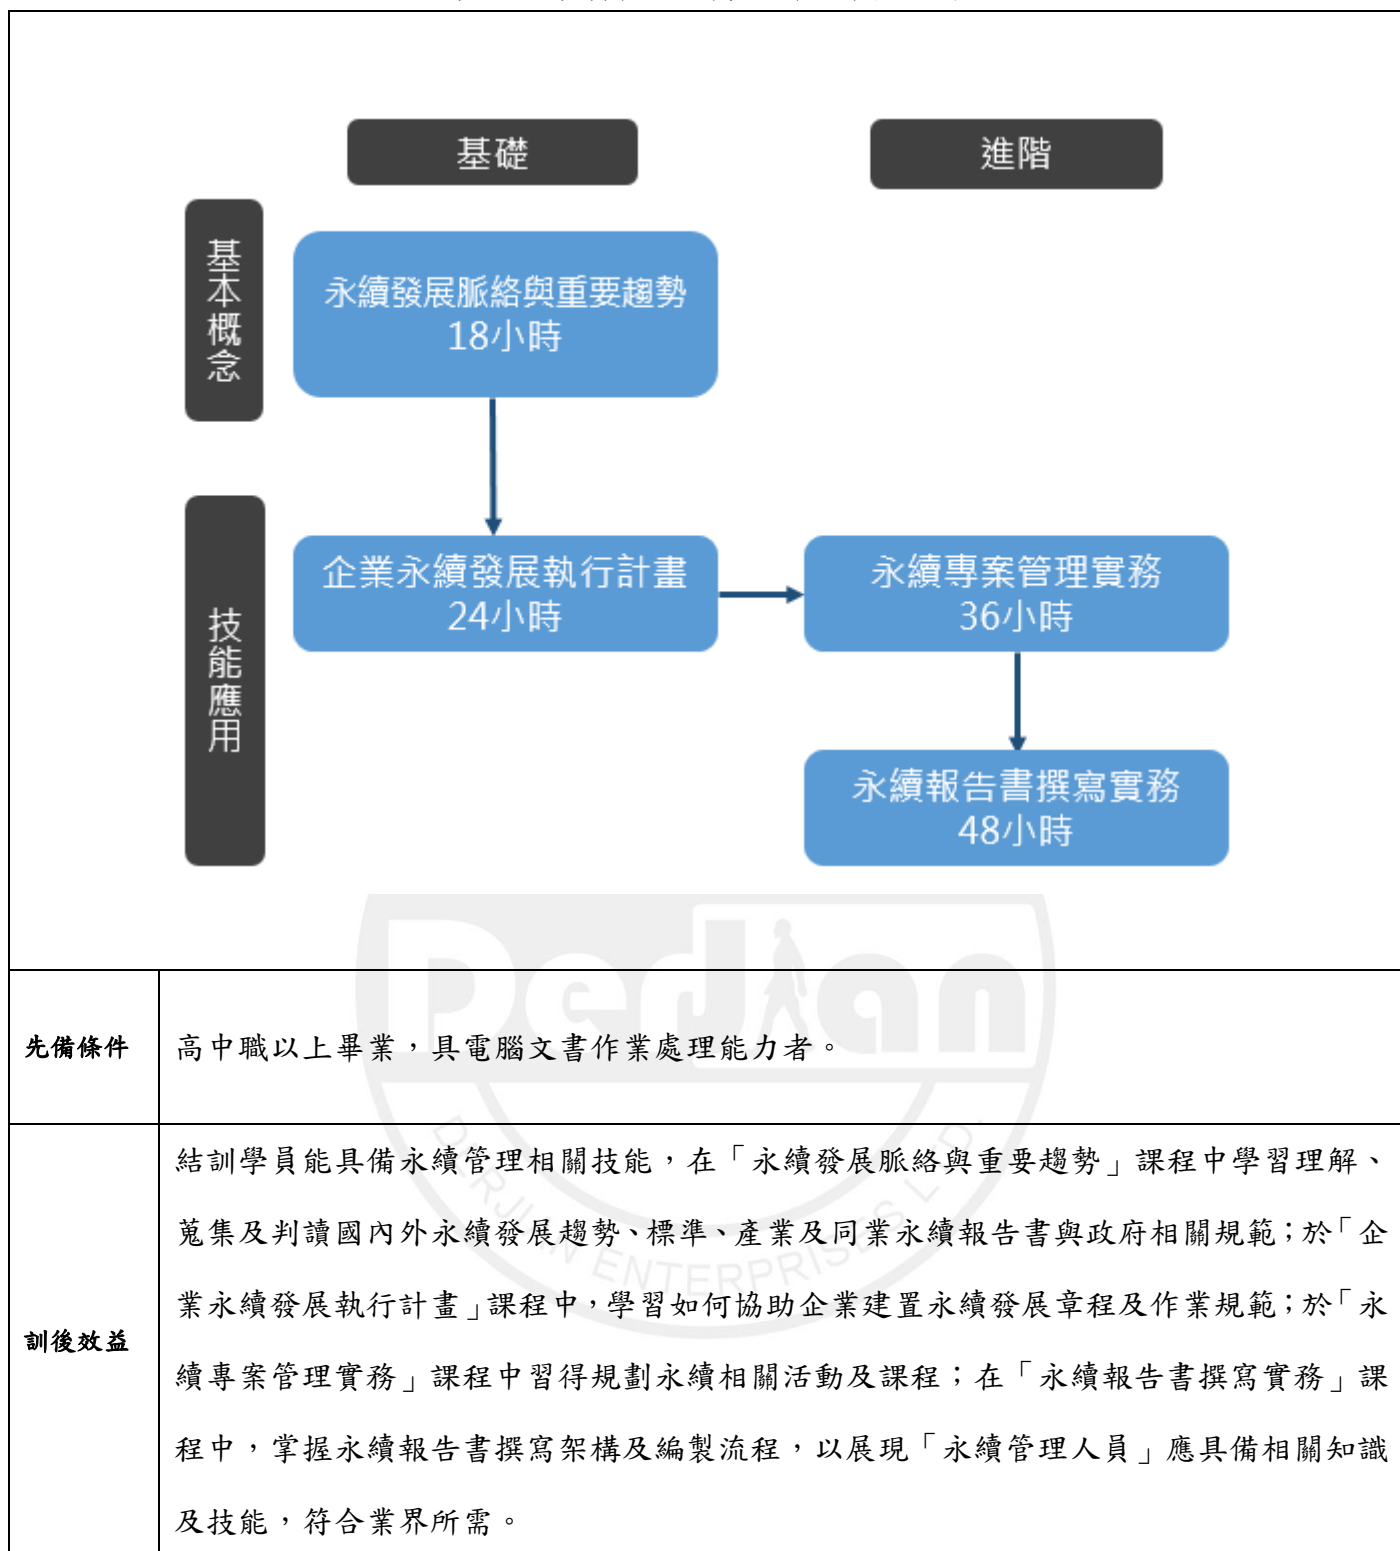 基礎
進階
基本概念
永續發展脈絡與重要趨勢
18小時
技能應用
企業永續發展執行計畫
24小時
永續專案管理實務
36小時
永續報告書撰寫實務
48小時
DerJian
DERJIAN ENTERPRISES LTD.
先備條件
高中職以上畢業，具電腦文書作業處理能力者。
訓後效益
結訓學員能具備永續管理相關技能，在「永續發展脈絡與重要趨勢」課程中學習理解、
蒐集及判讀國內外永續發展趨勢、標準、產業及同業永續報告書與政府相關規範；於「企
業永續發展執行計畫」課程中，學習如何協助企業建置永續發展章程及作業規範；於「永
續專案管理實務」課程中習得規劃永續相關活動及課程；在「永續報告書撰寫實務」課
程中，掌握永續報告書撰寫架構及編製流程，以展現「永續管理人員」應具備相關知識
及技能，符合業界所需。